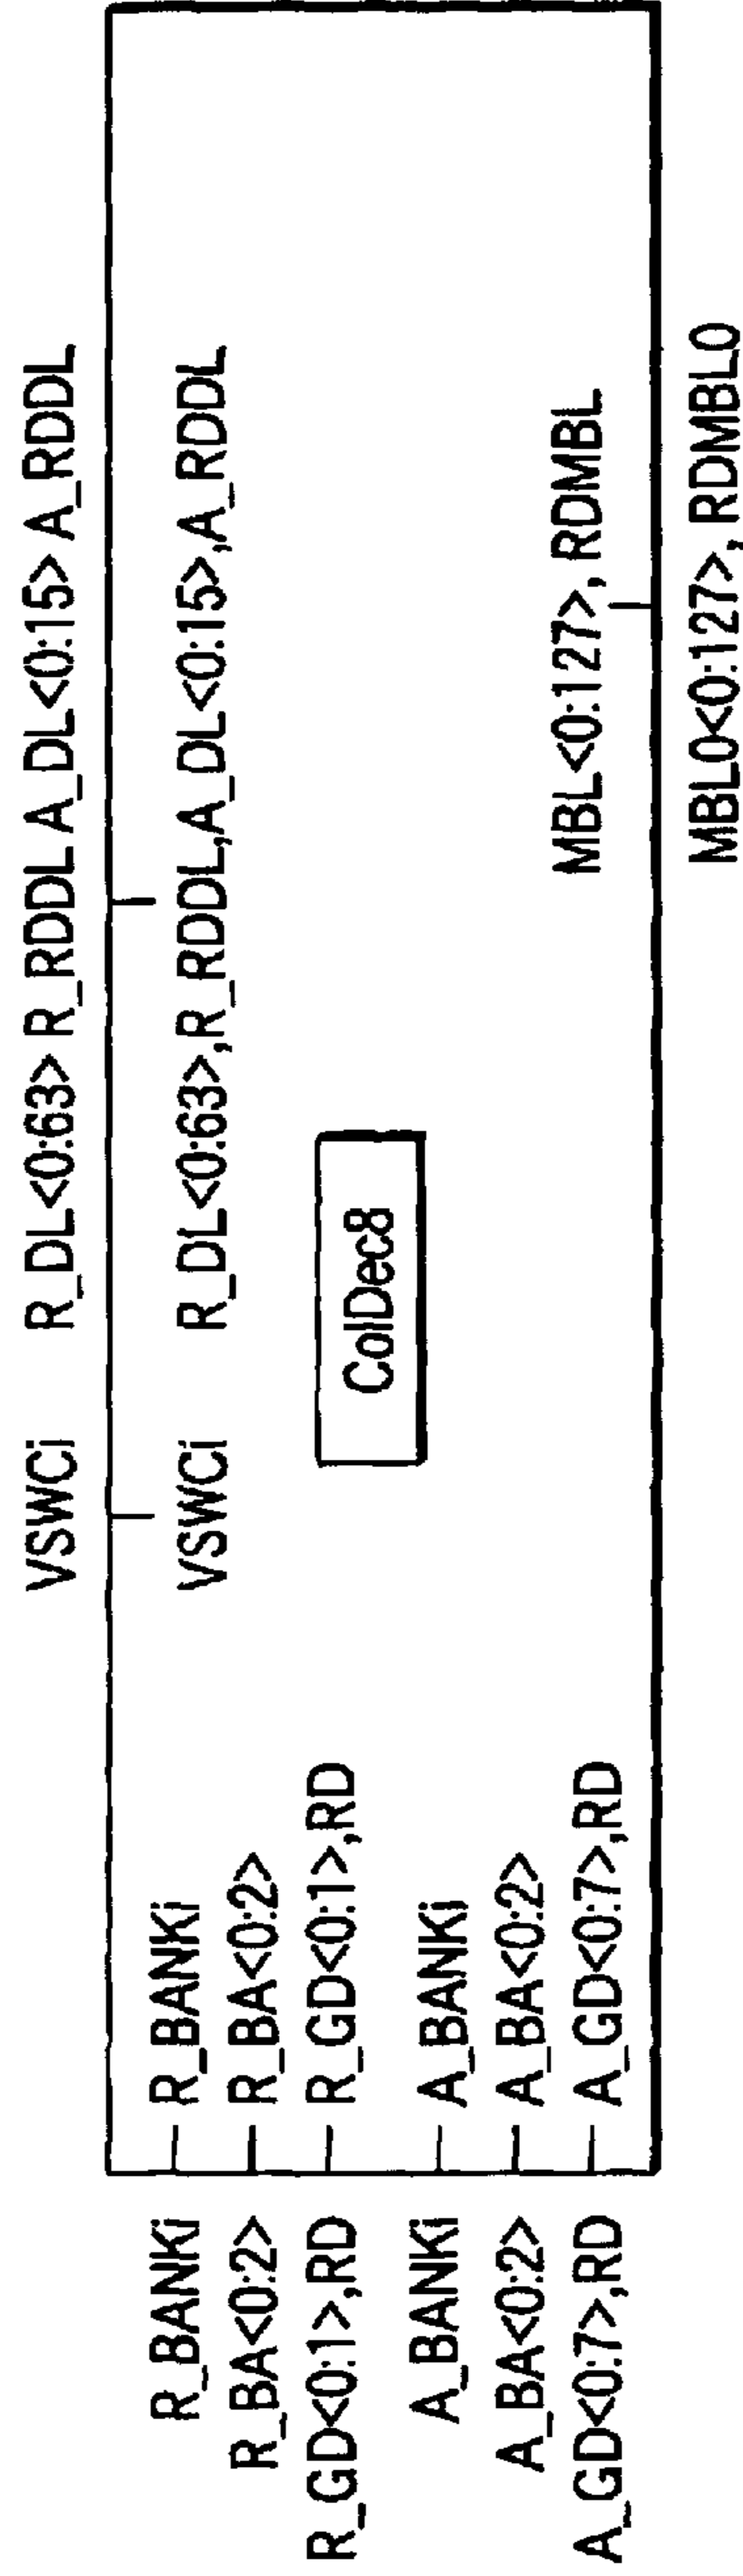 VSWCi R_DL<0:63> R_RDDL A_DL<0:15> A_RDDL
VSWCi R_DL<0:63>,R_RDDL,A_DL<0:15>,A_RDDL
R_BANKi R_BANKi
R_BA<0:2> R_BA<0:2>
R_GD<0:1>,RD R_GD<0:1>,RD
ColDec8
A_BANKi A_BANKi
A_BA<0:2> A_BA<0:2>
A_GD<0:7>,RD A_GD<0:7>,RD
MBL<0:127>, RDMBL
MBL0<0:127>, RDMBL0